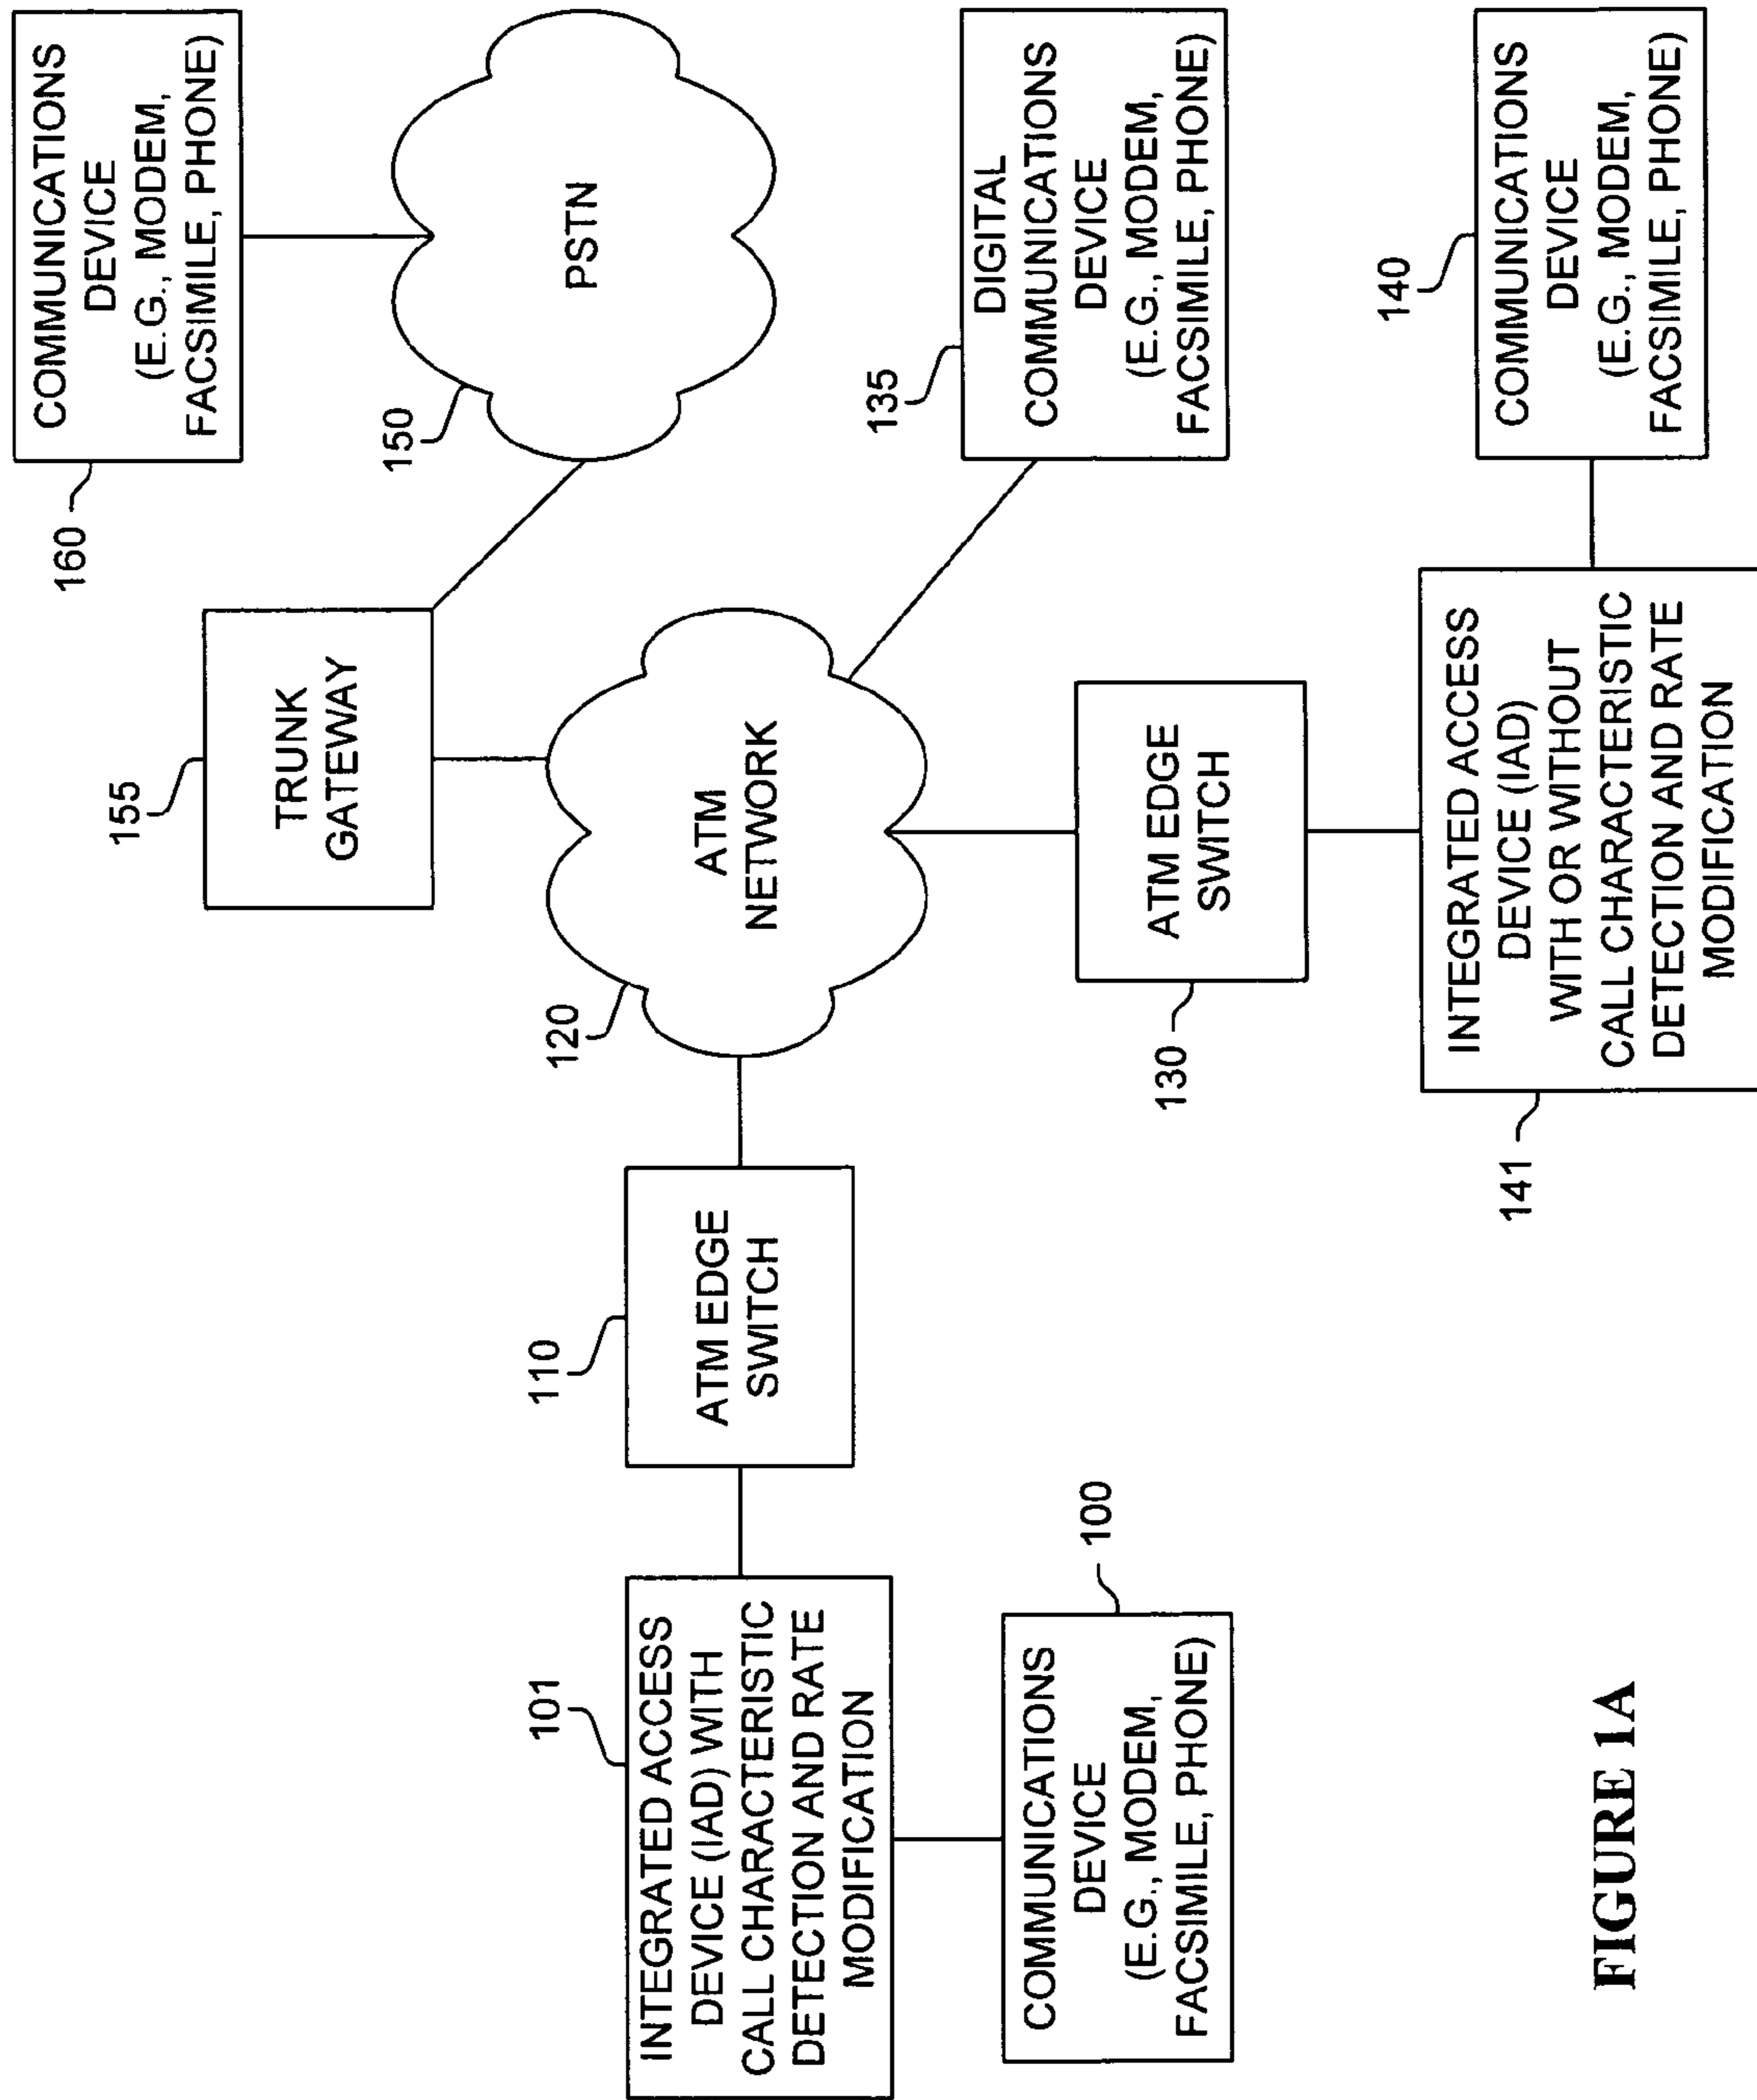 160
COMMUNICATIONS
DEVICE
(E.G., MODEM,
FACSIMILE, PHONE)
155
TRUNK
GATEWAY
150
PSTN
101
INTEGRATED ACCESS
DEVICE (IAD) WITH
CALL CHARACTERISTIC
DETECTION AND RATE
MODIFICATION
110
ATM EDGE
SWITCH
120
ATM
NETWORK
135
DIGITAL
COMMUNICATIONS
DEVICE
(E.G., MODEM,
FACSIMILE, PHONE)
100
COMMUNICATIONS
DEVICE
(E.G., MODEM,
FACSIMILE, PHONE)
130
ATM EDGE
SWITCH
141
INTEGRATED ACCESS
DEVICE (IAD)
WITH OR WITHOUT
CALL CHARACTERISTIC
DETECTION AND RATE
MODIFICATION
140
COMMUNICATIONS
DEVICE
(E.G., MODEM,
FACSIMILE, PHONE)
FIGURE 1A